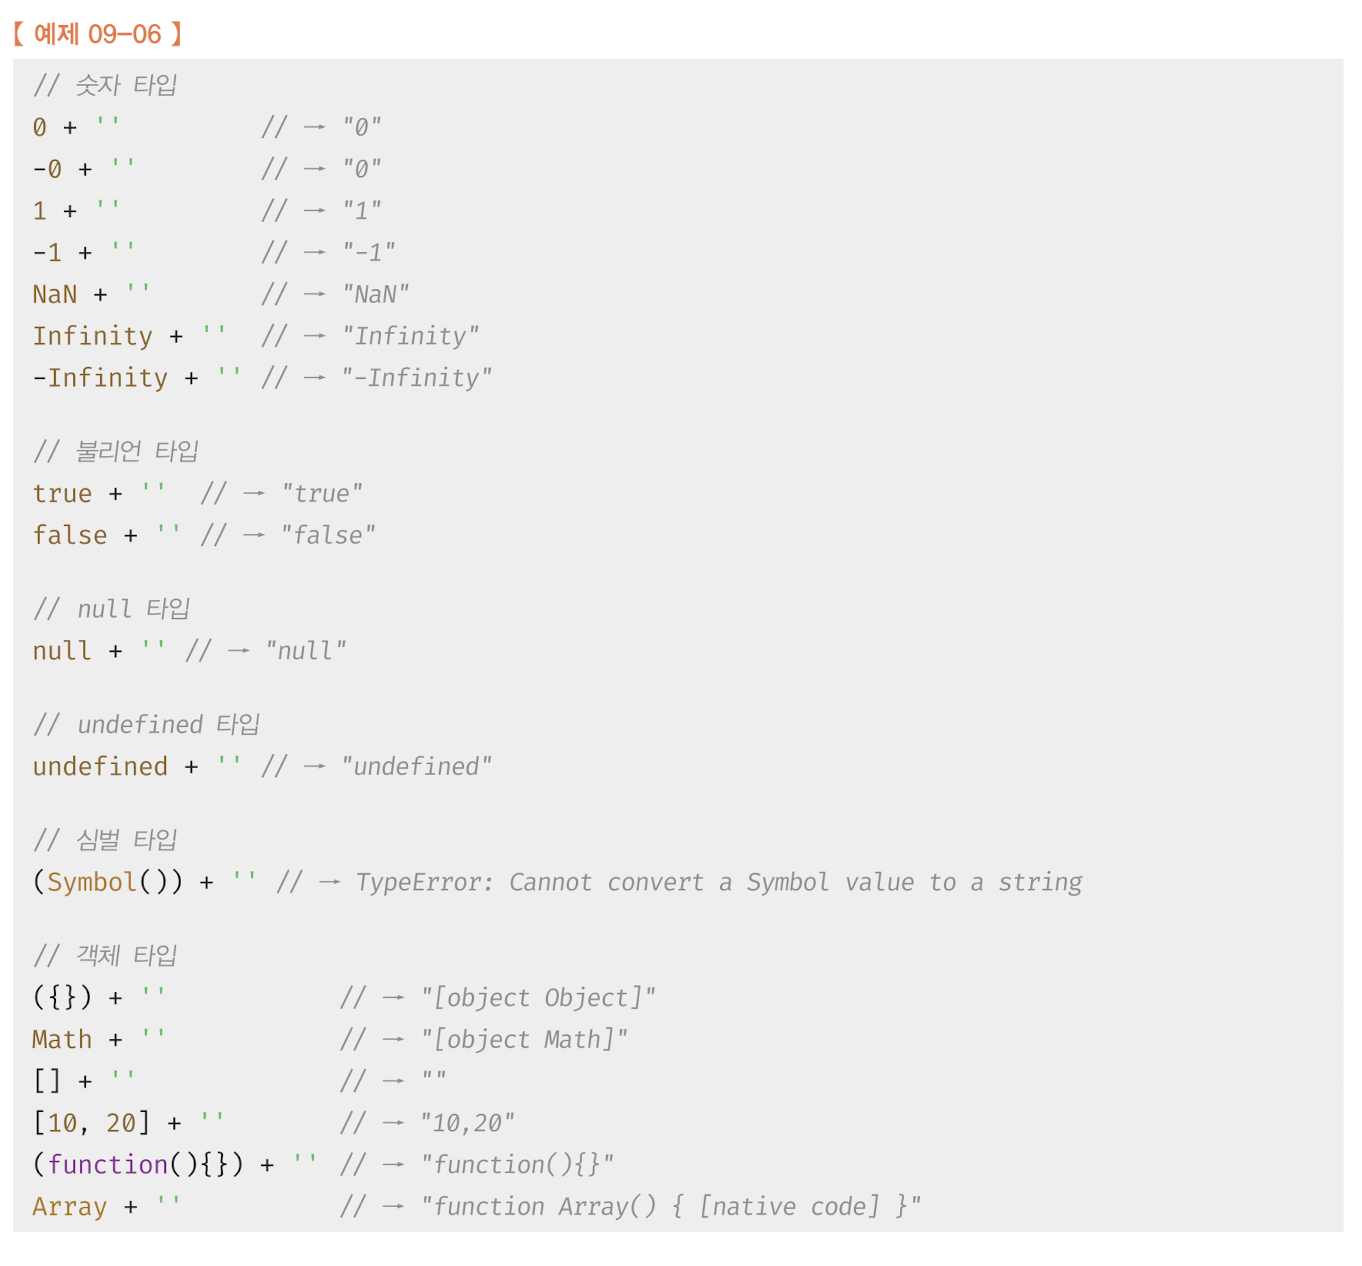 【 예제 09-06 】
// 숫자 타입
0 + ''         // → "0"
-0 + ''        // → "0"
1 + ''         // → "1"
-1 + ''        // → "-1"
NaN + ''       // → "NaN"
Infinity + ''  // → "Infinity"
-Infinity + '' // → "-Infinity"
// 불리언 타입
true + ''  // → "true"
false + '' // → "false"
// null 타입
null + '' // → "null"
// undefined 타입
undefined + '' // → "undefined"
// 심벌 타입
(Symbol()) + '' // → TypeError: Cannot convert a Symbol value to a string
// 객체 타입
({}) + ''           // → "[object Object]"
Math + ''           // → "[object Math]"
[] + ''             // → ""
[10, 20] + ''       // → "10,20"
(function(){}) + '' // → "function(){}"
Array + ''          // → "function Array() { [native code] }"